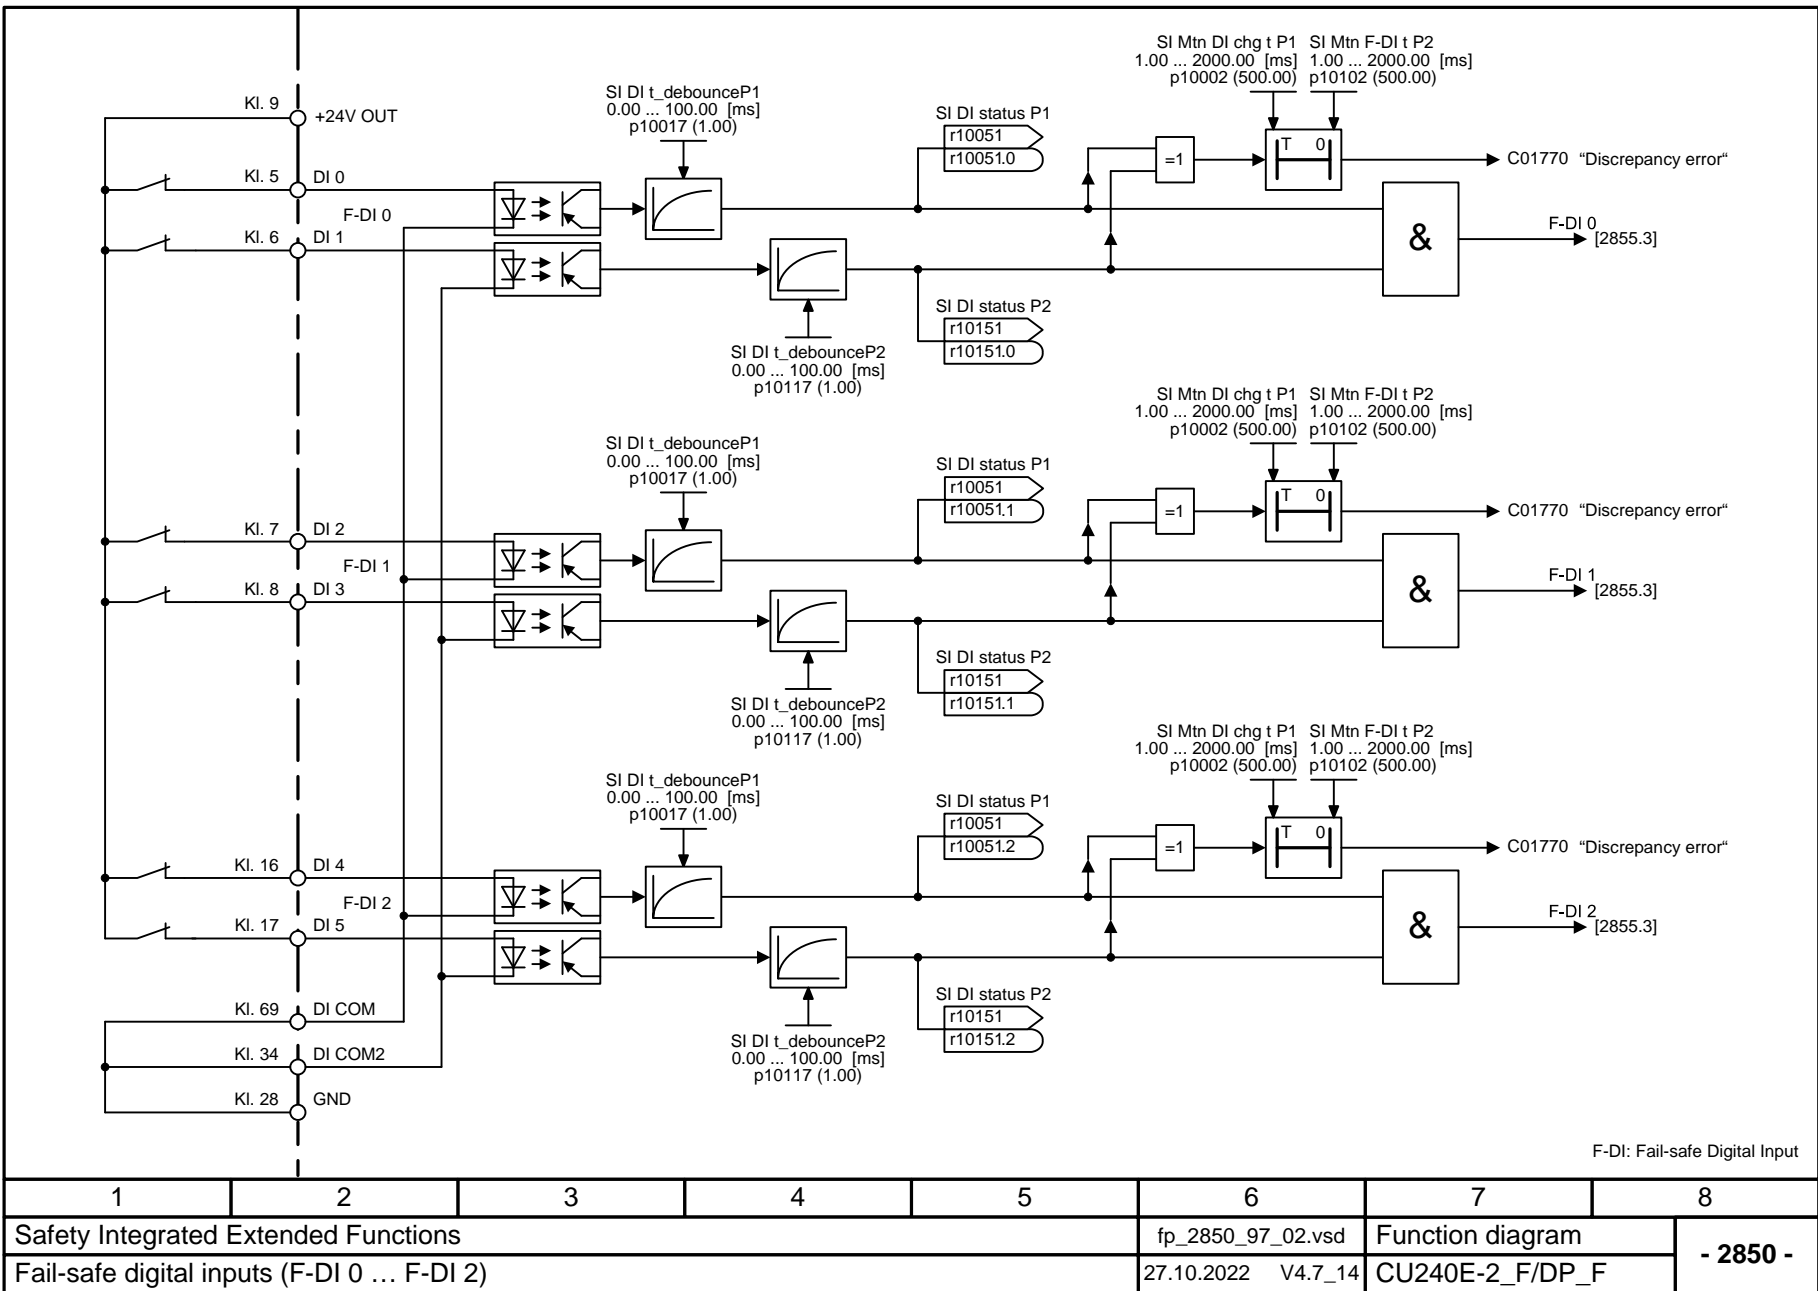 SI Mtn DI chg t P1 SI Mtn F-DI t P2
1.00 ... 2000.00 [ms] 1.00 ... 2000.00 [ms]
p10002 (500.00) p10102 (500.00)
SI DI t_debounceP1
0.00 ... 100.00 [ms]
p10017 (1.00)
Kl. 9 +24V OUT
SI DI status P1
r10051
r10051.0
=1
T 0
C01770 "Discrepancy error"
Kl. 5 DI 0
F-DI 0
Kl. 6 DI 1
&
F-DI 0
[2855.3]
SI DI status P2
r10151
r10151.0
SI DI t_debounceP2
0.00 ... 100.00 [ms]
p10117 (1.00)
SI Mtn DI chg t P1 SI Mtn F-DI t P2
1.00 ... 2000.00 [ms] 1.00 ... 2000.00 [ms]
p10002 (500.00) p10102 (500.00)
SI DI t_debounceP1
0.00 ... 100.00 [ms]
p10017 (1.00)
SI DI status P1
r10051
r10051.1
=1
T 0
C01770 "Discrepancy error"
Kl. 7 DI 2
F-DI 1
Kl. 8 DI 3
&
F-DI 1
[2855.3]
SI DI status P2
r10151
r10151.1
SI DI t_debounceP2
0.00 ... 100.00 [ms]
p10117 (1.00)
SI Mtn DI chg t P1 SI Mtn F-DI t P2
1.00 ... 2000.00 [ms] 1.00 ... 2000.00 [ms]
p10002 (500.00) p10102 (500.00)
SI DI t_debounceP1
0.00 ... 100.00 [ms]
p10017 (1.00)
SI DI status P1
r10051
r10051.2
=1
T 0
C01770 "Discrepancy error"
Kl. 16 DI 4
F-DI 2
Kl. 17 DI 5
&
F-DI 2
[2855.3]
SI DI status P2
r10151
r10151.2
SI DI t_debounceP2
0.00 ... 100.00 [ms]
p10117 (1.00)
Kl. 69 DI COM
Kl. 34 DI COM2
Kl. 28 GND
F-DI: Fail-safe Digital Input
1 2 3 4 5 6 7 8
Safety Integrated Extended Functions
fp_2850_97_02.vsd
Function diagram
- 2850 -
Fail-safe digital inputs (F-DI 0 … F-DI 2)
27.10.2022 V4.7_14
CU240E-2_F/DP_F